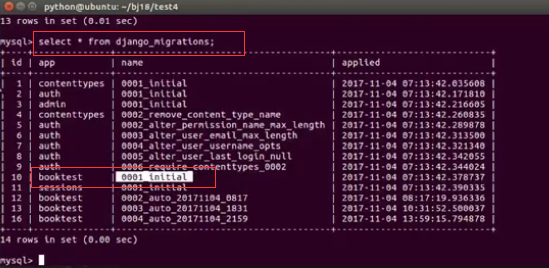 python@ubuntu: ~/bj18/test4
13 rows in set (0.01 sec)
mysql> select * from django_migrations;
| id | app | name | applied |
| 1 | contenttypes | 0001_initial | 2017-11-04 07:13:42.035608 |
| 2 | auth | 0001_initial | 2017-11-04 07:13:42.171810 |
| 3 | admin | 0001_initial | 2017-11-04 07:13:42.216605 |
| 4 | contenttypes | 0002_remove_content_type_name | 2017-11-04 07:13:42.260835 |
| 5 | auth | 0002_alter_permission_name_max_length | 2017-11-04 07:13:42.289878 |
| 6 | auth | 0003_alter_user_email_max_length | 2017-11-04 07:13:42.313500 |
| 7 | auth | 0004_alter_user_username_opts | 2017-11-04 07:13:42.321340 |
| 8 | auth | 0005_alter_user_last_login_null | 2017-11-04 07:13:42.342055 |
| 9 | auth | 0006_require_contenttypes_0002 | 2017-11-04 07:13:42.344024 |
| 10 | booktest | 0001_initial | 2017-11-04 07:13:42.378737 |
| 11 | sessions | 0001_initial | 2017-11-04 07:13:42.390335 |
| 12 | booktest | 0002_auto_20171104_0817 | 2017-11-04 08:17:19.936336 |
| 13 | booktest | 0003_auto_20171104_1831 | 2017-11-04 10:31:52.500037 |
| 16 | booktest | 0004_auto_20171104_2159 | 2017-11-04 13:59:15.794878 |
14 rows in set (0.00 sec)
mysql>